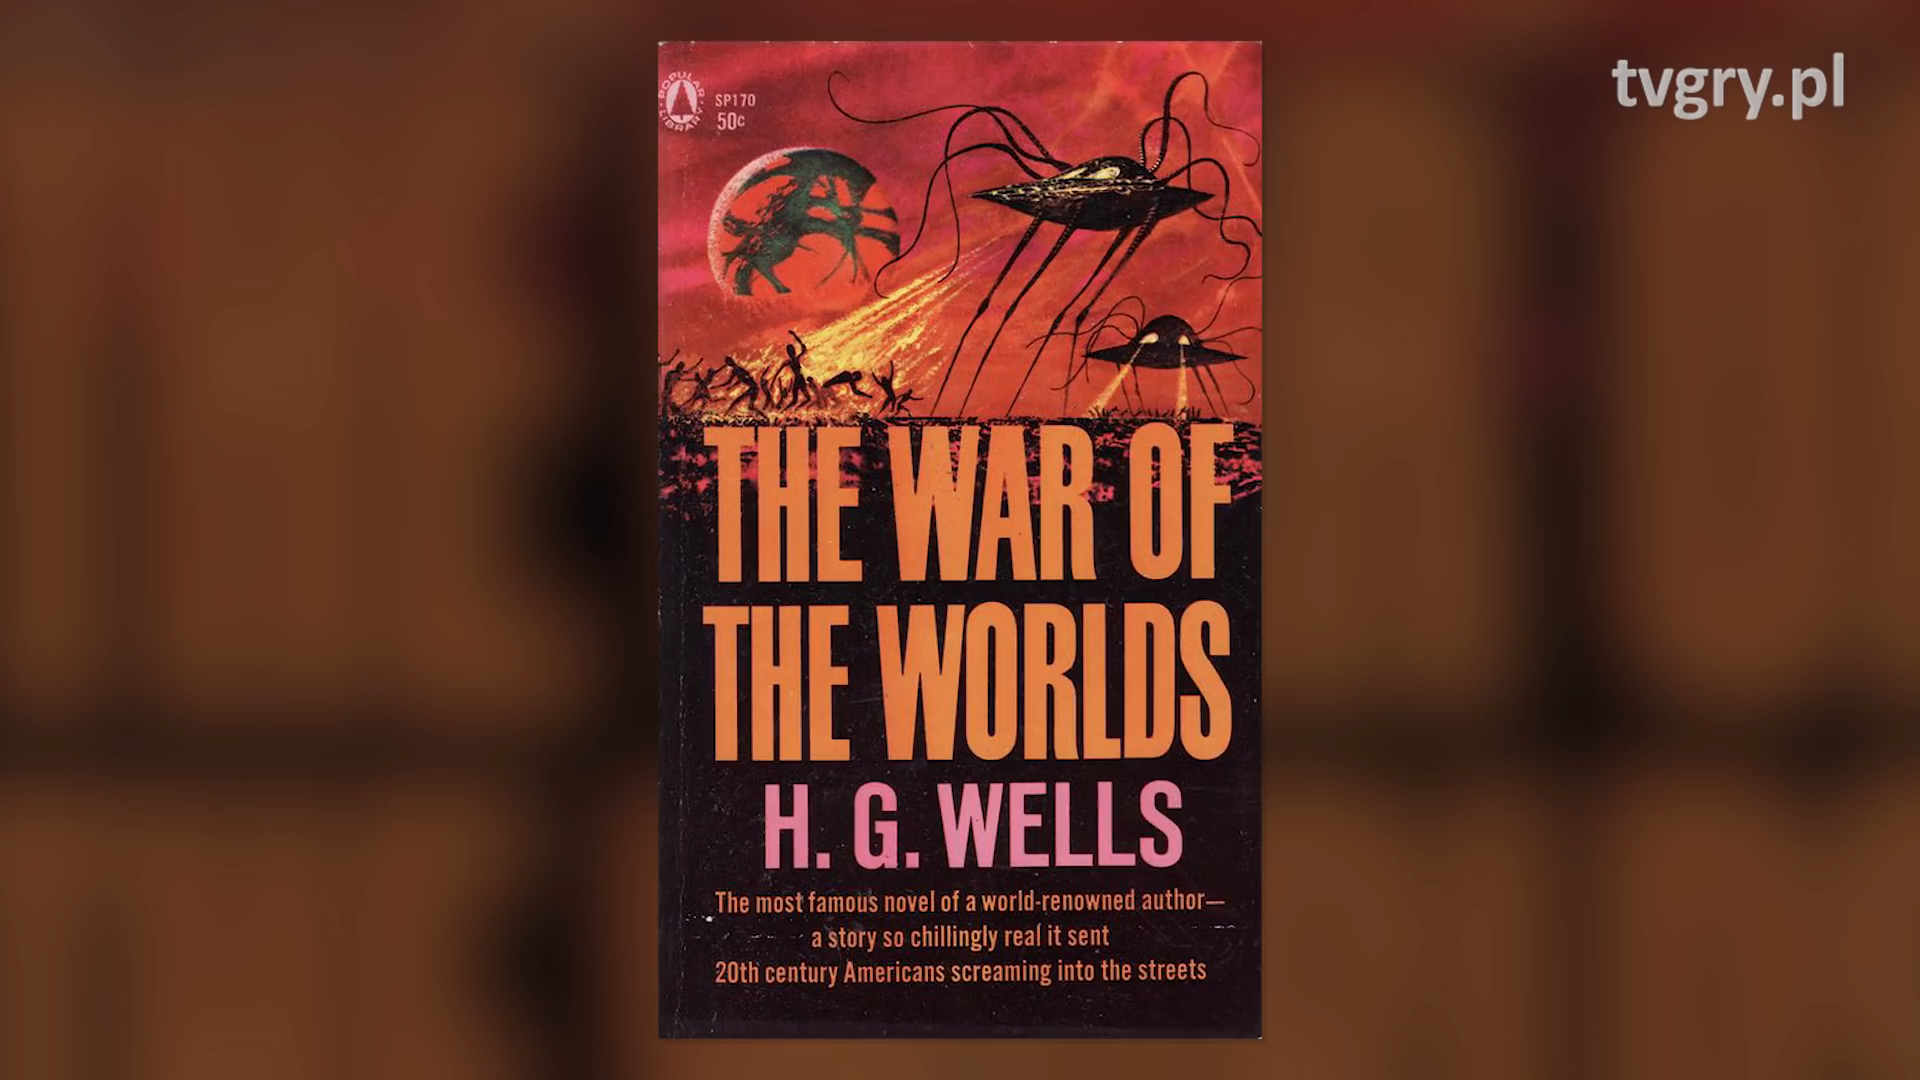 tvgry.pl
POPULAR LIBRARY
SP170
50c
THE WAR OF
THE WORLDS
H. G. WELLS
The most famous novel of a world-renowned author—
a story so chillingly real it sent
20th century Americans screaming into the streets